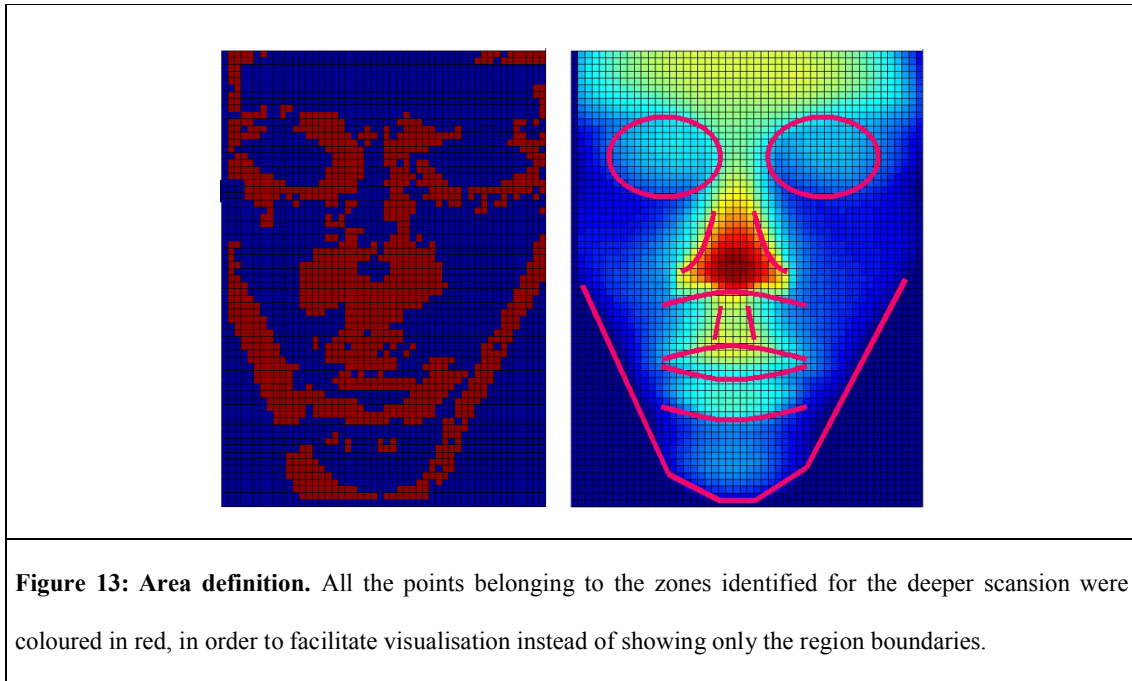 Figure 13: Area definition. All the points belonging to the zones identified for the deeper scansion were
coloured in red, in order to facilitate visualisation instead of showing only the region boundaries.